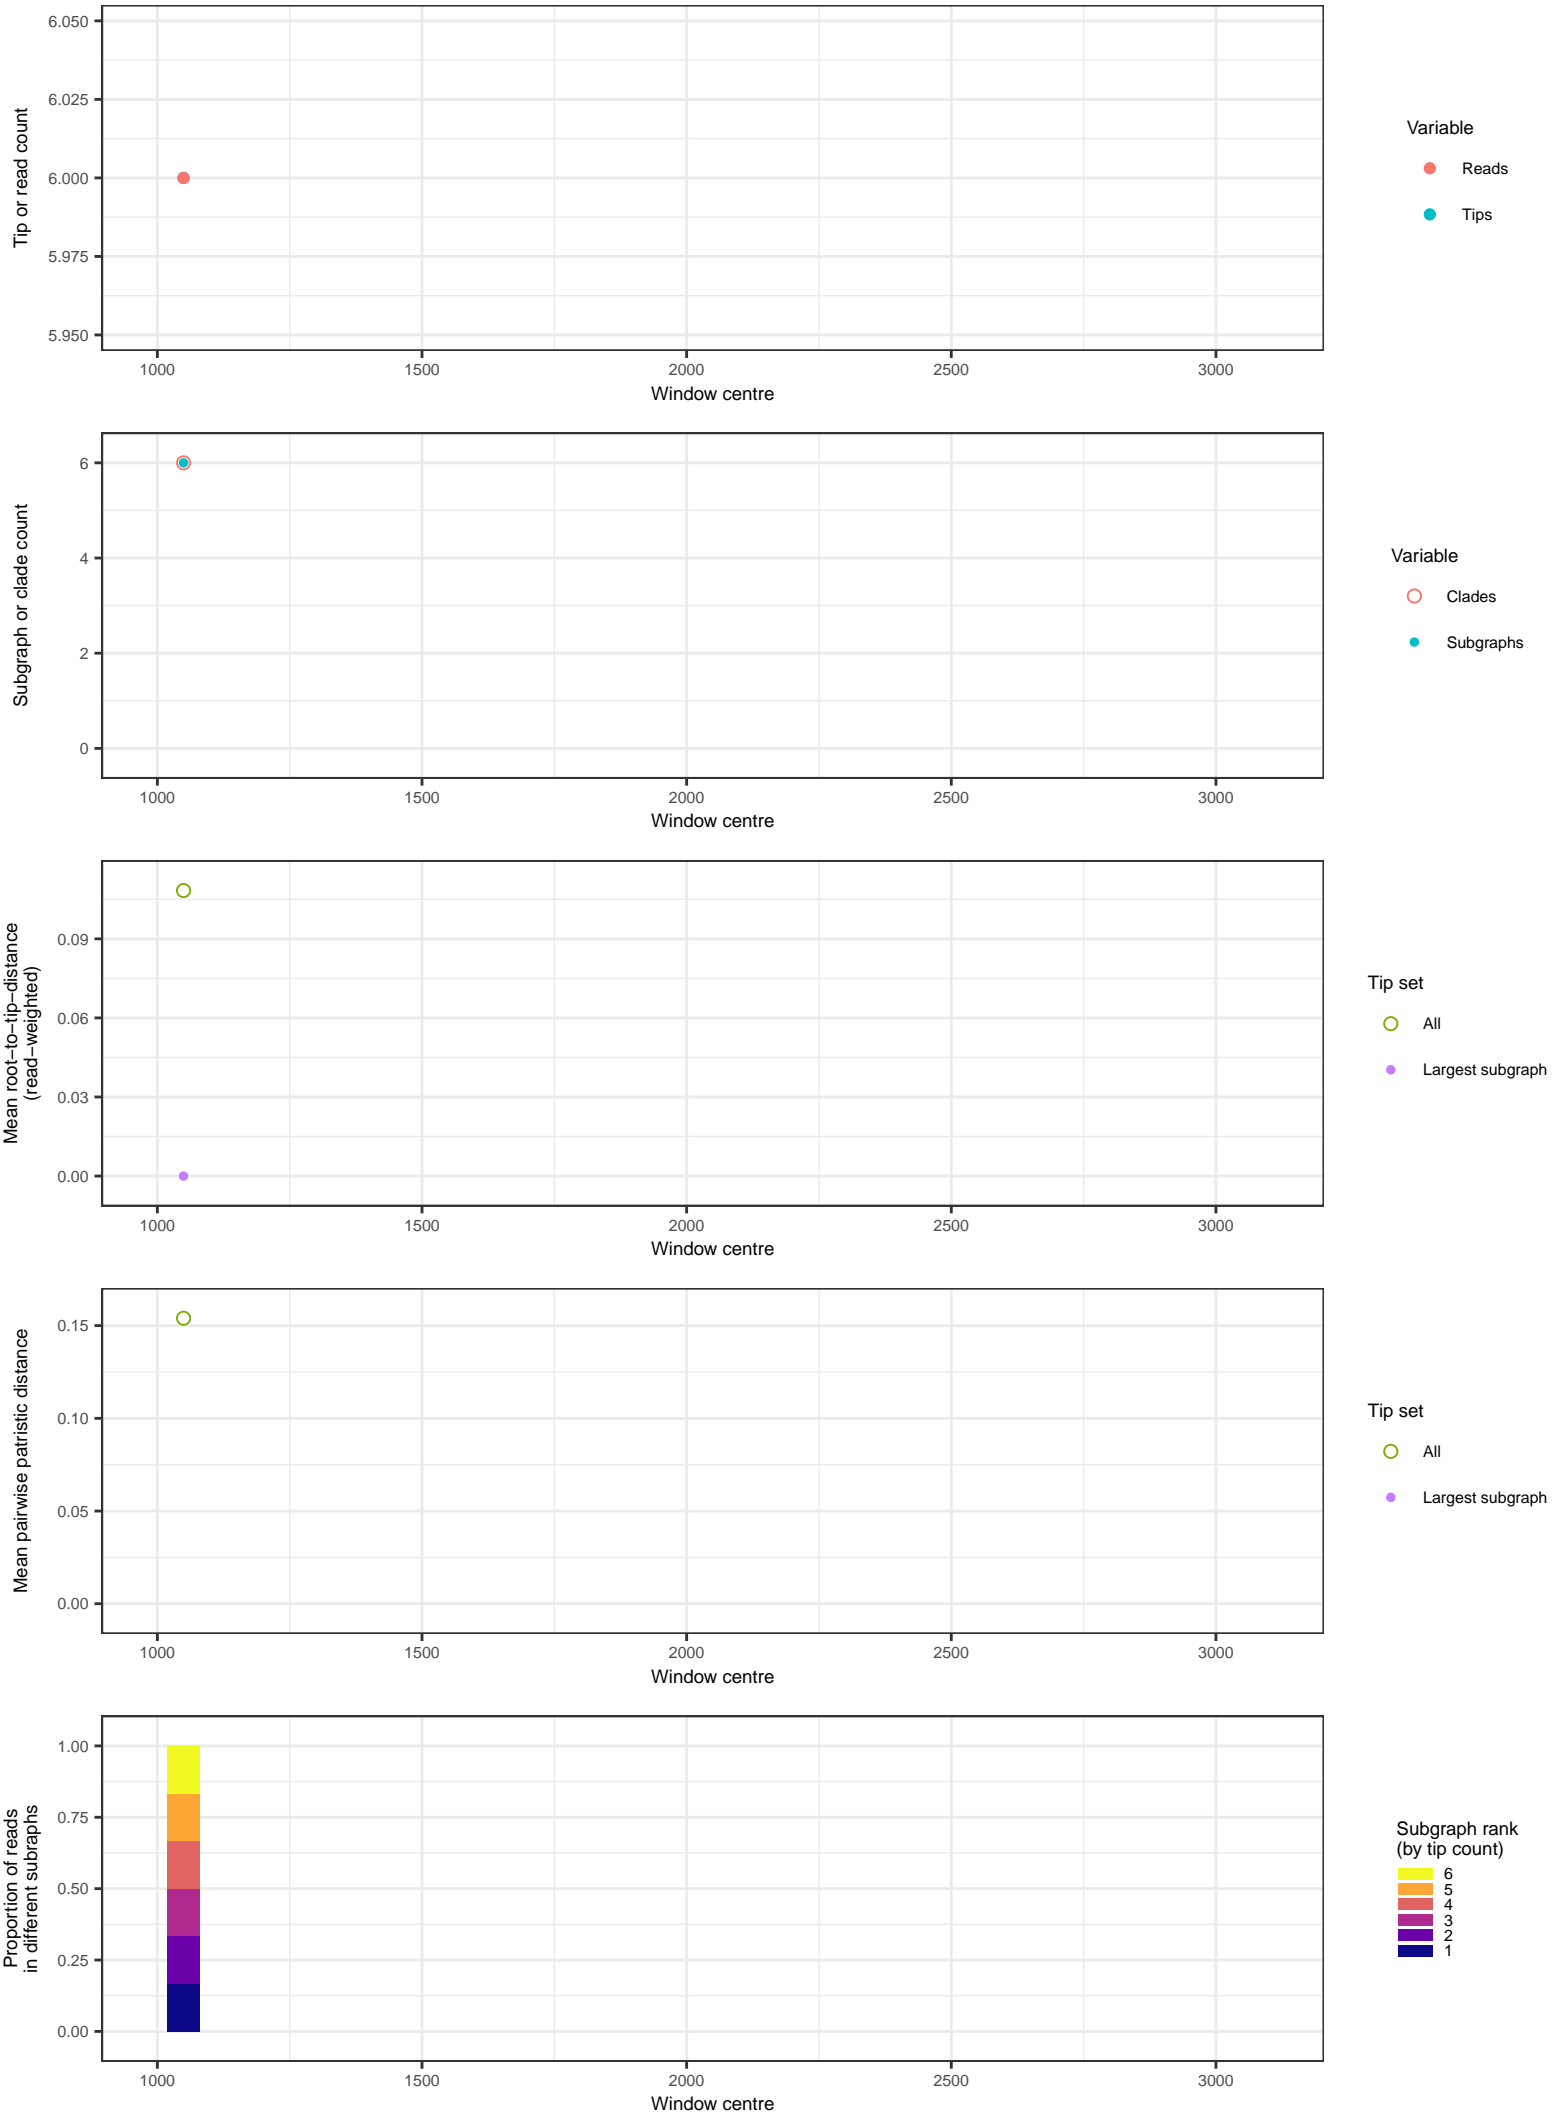 Tip or read count
6.050
6.025
6.000
5.975
5.950
1000 1500 2000 2500 3000
Window centre
Variable
Reads
Tips
Subgraph or clade count
6
4
2
0
1000 1500 2000 2500 3000
Window centre
Variable
Clades
Subgraphs
Mean root−to−tip−distance
(read−weighted)
0.09
0.06
0.03
0.00
1000 1500 2000 2500 3000
Window centre
Tip set
All
Largest subgraph
Mean pairwise patristic distance
0.15
0.10
0.05
0.00
1000 1500 2000 2500 3000
Window centre
Tip set
All
Largest subgraph
Proportion of reads
in different subraphs
1.00
0.75
0.50
0.25
0.00
1000 1500 2000 2500 3000
Window centre
Subgraph rank
(by tip count)
6
5
4
3
2
1